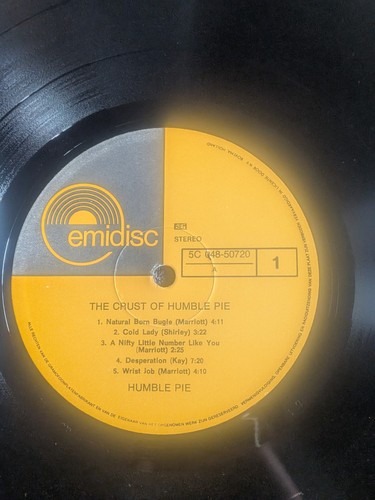 emidisc
STEREO
5C 048-50720
A
1
THE CRUST OF HUMBLE PIE
1. Natural Born Bugie (Marriott) 4:11
2. Cold Lady (Shirley) 3:22
3. A Nifty Little Number Like You
(Marriott) 2:25
4. Desperation (Kay) 7:20
5. Wrist Job (Marriott) 4:10
HUMBLE PIE